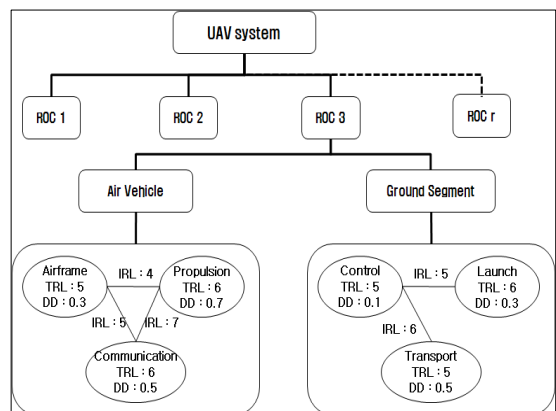 UAV system
ROC 1
ROC 2
ROC 3
ROC r
Air Vehicle
Ground Segment
Airframe
TRL : 5
DD : 0.3
IRL : 4
Propulsion
TRL : 6
DD : 0.7
IRL : 5
IRL : 7
Communication
TRL : 6
DD : 0.5
Control
TRL : 5
DD : 0.1
IRL : 5
Launch
TRL : 6
DD : 0.3
IRL : 6
Transport
TRL : 5
DD : 0.5